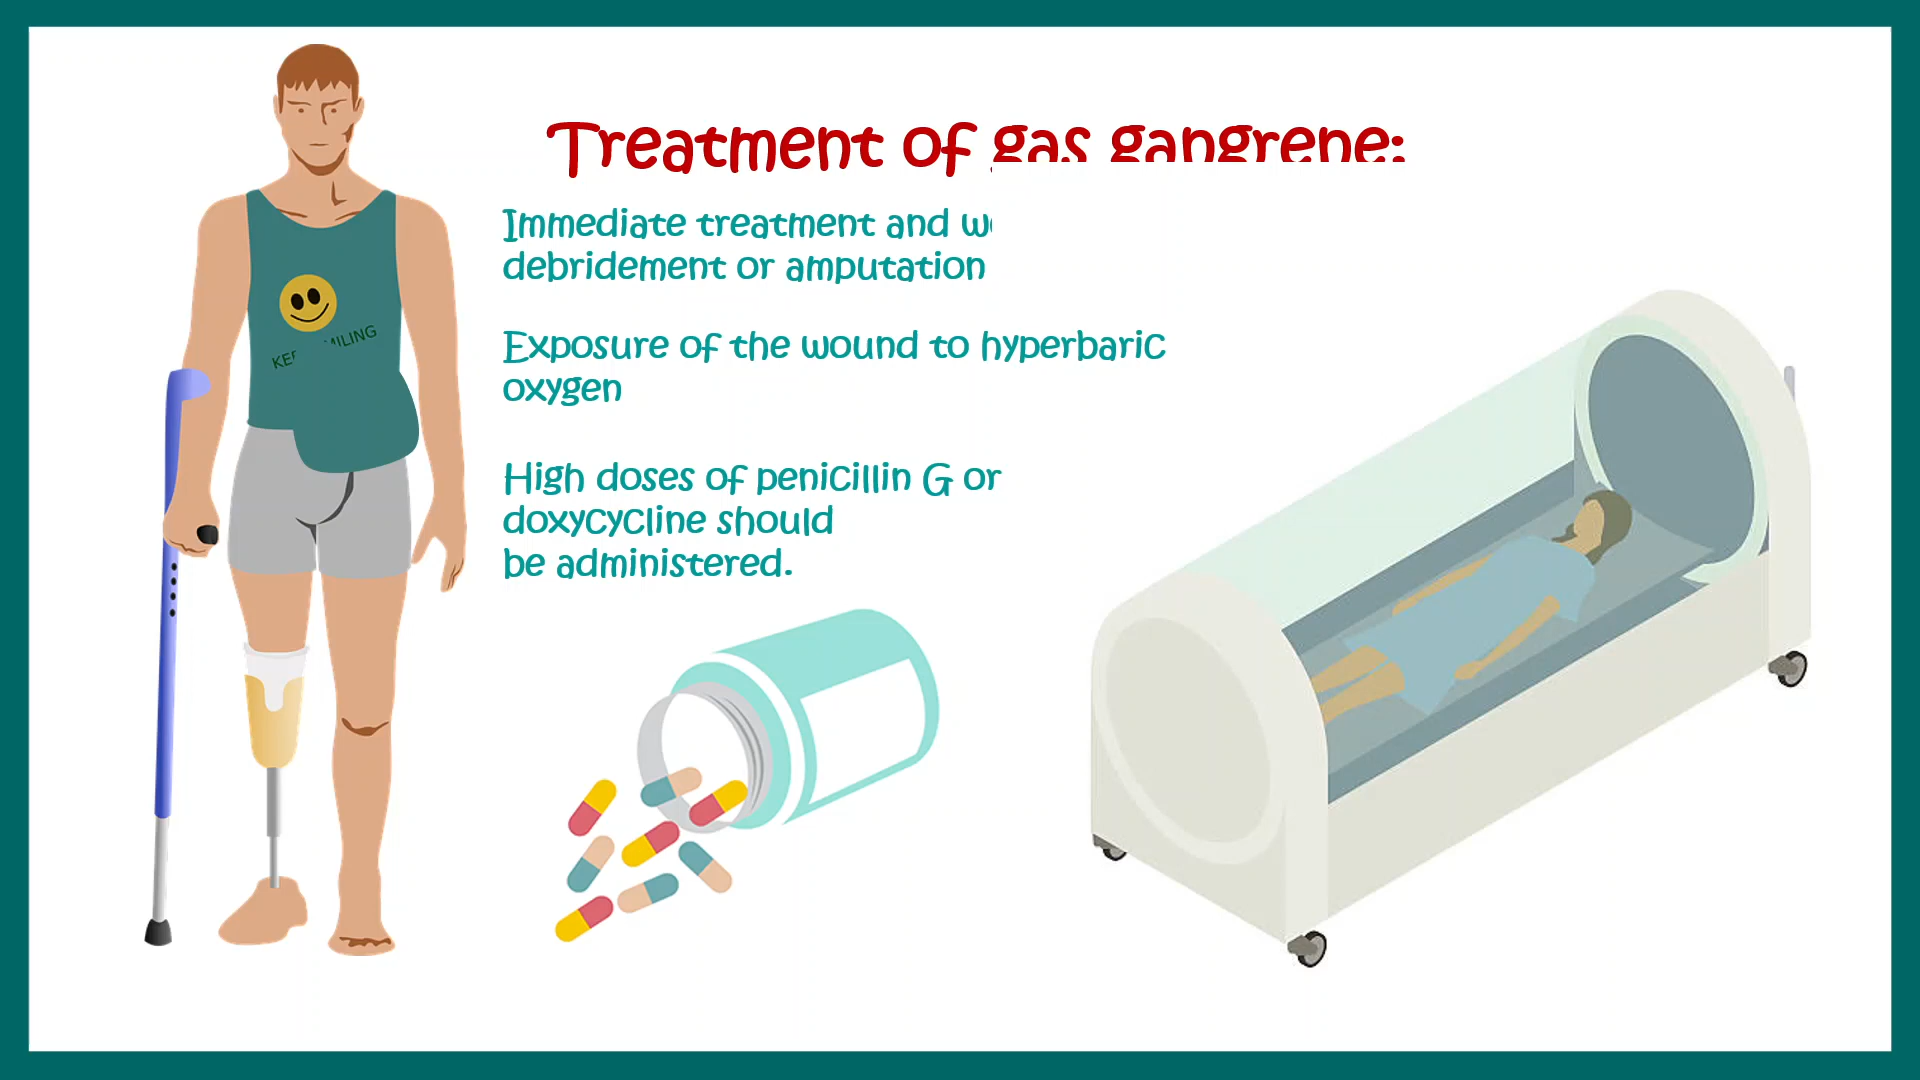 Treatment of gas gangrene:
Immediate treatment and
debridement or amputation
Exposure of the wound to hyperbaric
oxygen
High doses of penicillin G or
doxycycline should
be administered.